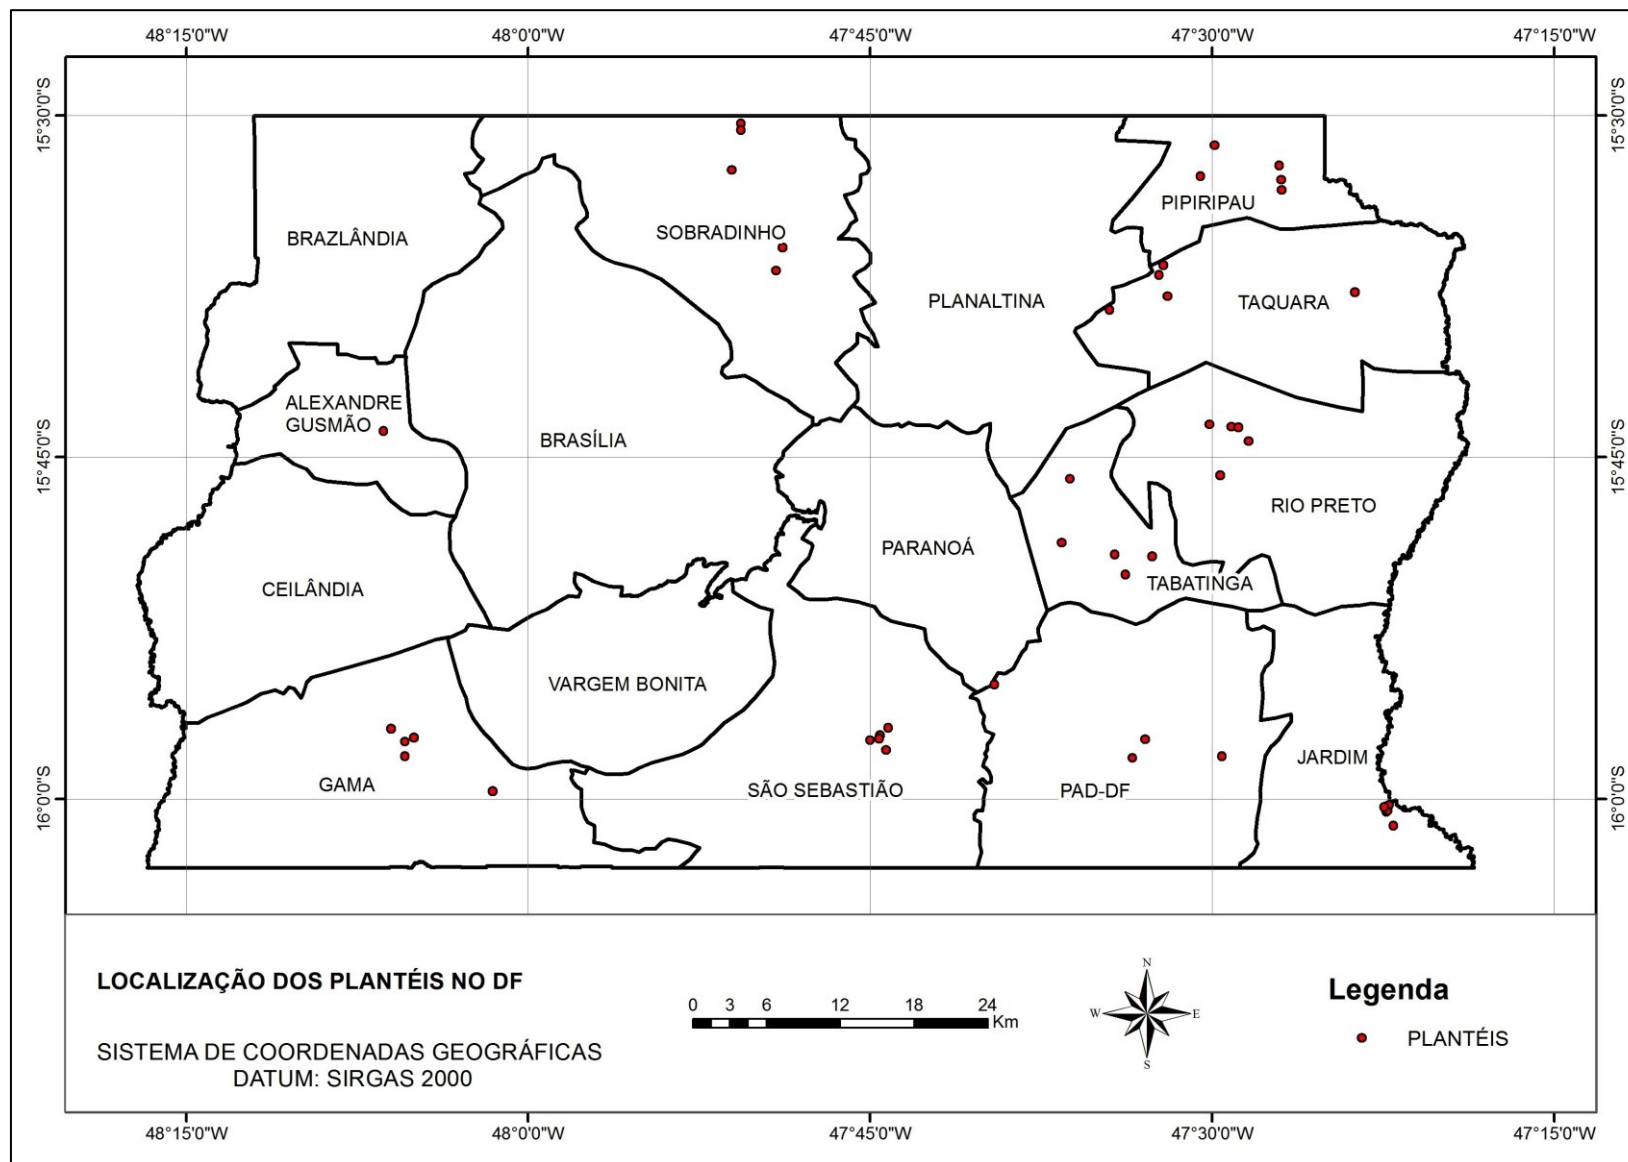 48°15'0"W 48°0'0"W 47°45'0"W 47°30'0"W 47°15'0"W
15°30'0"S 15°30'0"S
PIPIRIPAU
SOBRADINHO
BRAZLÂNDIA
PLANALTINA
TAQUARA
ALEXANDRE
GUSMÃO
BRASÍLIA
15°45'0"S 15°45'0"S
RIO PRETO
PARANOÁ
TABATINGA
CEILÂNDIA
VARGEM BONITA
JARDIM
GAMA
SÃO SEBASTIÃO
PAD-DF
16°0'0"S 16°0'0"S
LOCALIZAÇÃO DOS PLANTÉIS NO DF
SISTEMA DE COORDENADAS GEOGRÁFICAS
DATUM: SIRGAS 2000
0 3 6 12 18 24
Km
N
W E
S
Legenda
PLANTÉIS
48°15'0"W 48°0'0"W 47°45'0"W 47°30'0"W 47°15'0"W